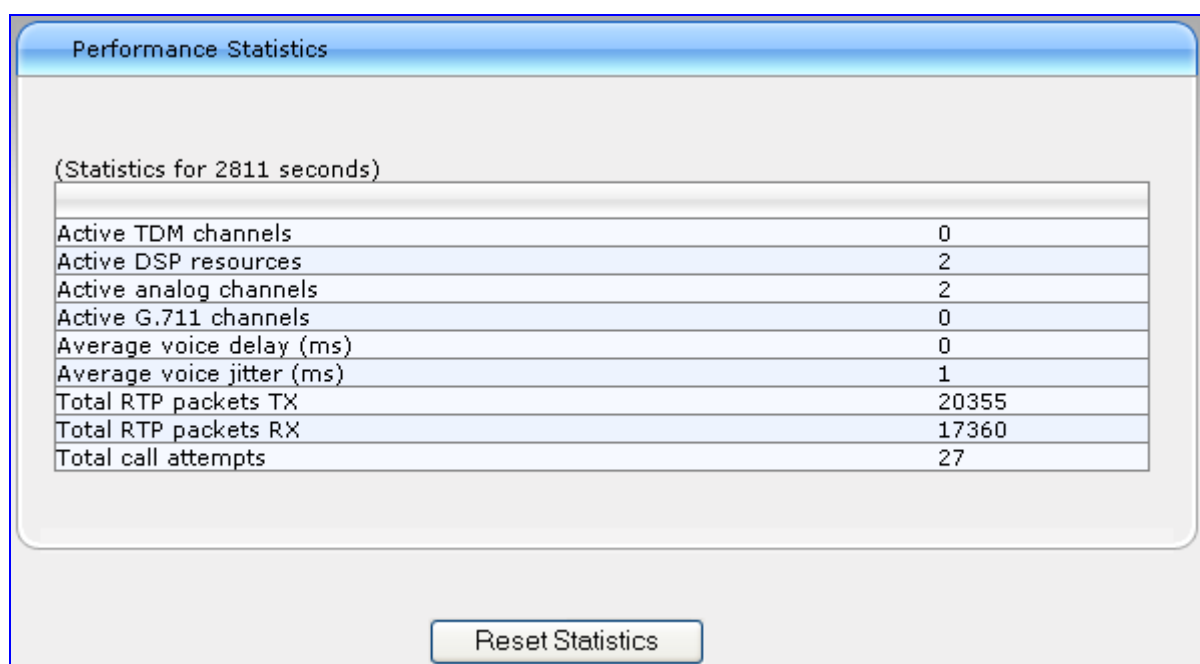 Performance Statistics
(Statistics for 2811 seconds)
Active TDM channels 0
Active DSP resources 2
Active analog channels 2
Active G.711 channels 0
Average voice delay (ms) 0
Average voice jitter (ms) 1
Total RTP packets TX 20355
Total RTP packets RX 17360
Total call attempts 27
Reset Statistics